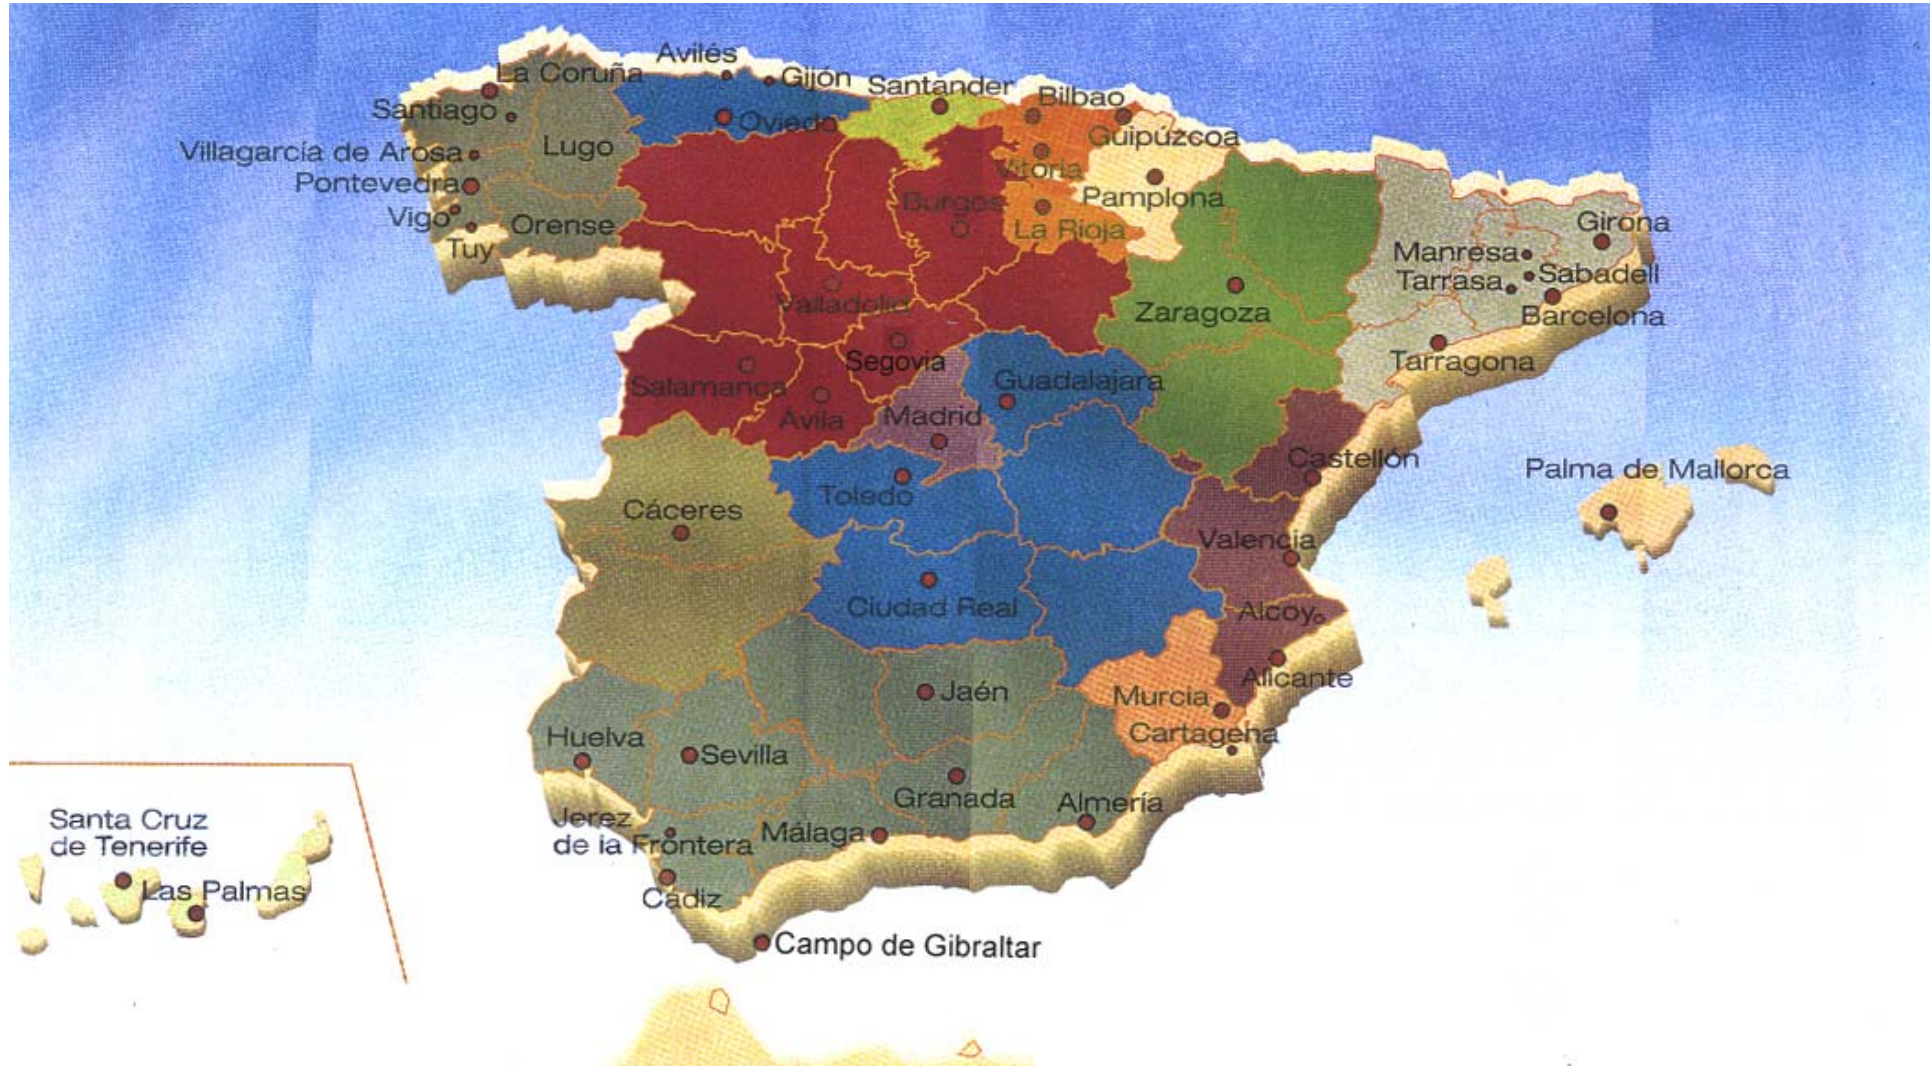 Avilés
La Coruña
Gijón
Santander
Bilbao
Santiago
Oviedo
Guipúzcoa
Lugo
Villagarcía de Arosa
Vitoria
Pontevedra
Pamplona
Burgos
Vigo
Orense
La Rioja
Girona
Tuy
Manresa
Sabadell
Tarrasa
Valladolid
Zaragoza
Barcelona
Segovia
Tarragona
Salamanca
Guadalajara
Avila
Madrid
Castellón
Palma de Mallorca
Toledo
Cáceres
Valencia
Ciudad Real
Alcoy
Alicante
Jaén
Murcia
Huelva
Cartagena
Sevilla
Granada
Almería
Jerez
de la Frontera
Málaga
Santa Cruz
de Tenerife
Las Palmas
Cádiz
Campo de Gibraltar